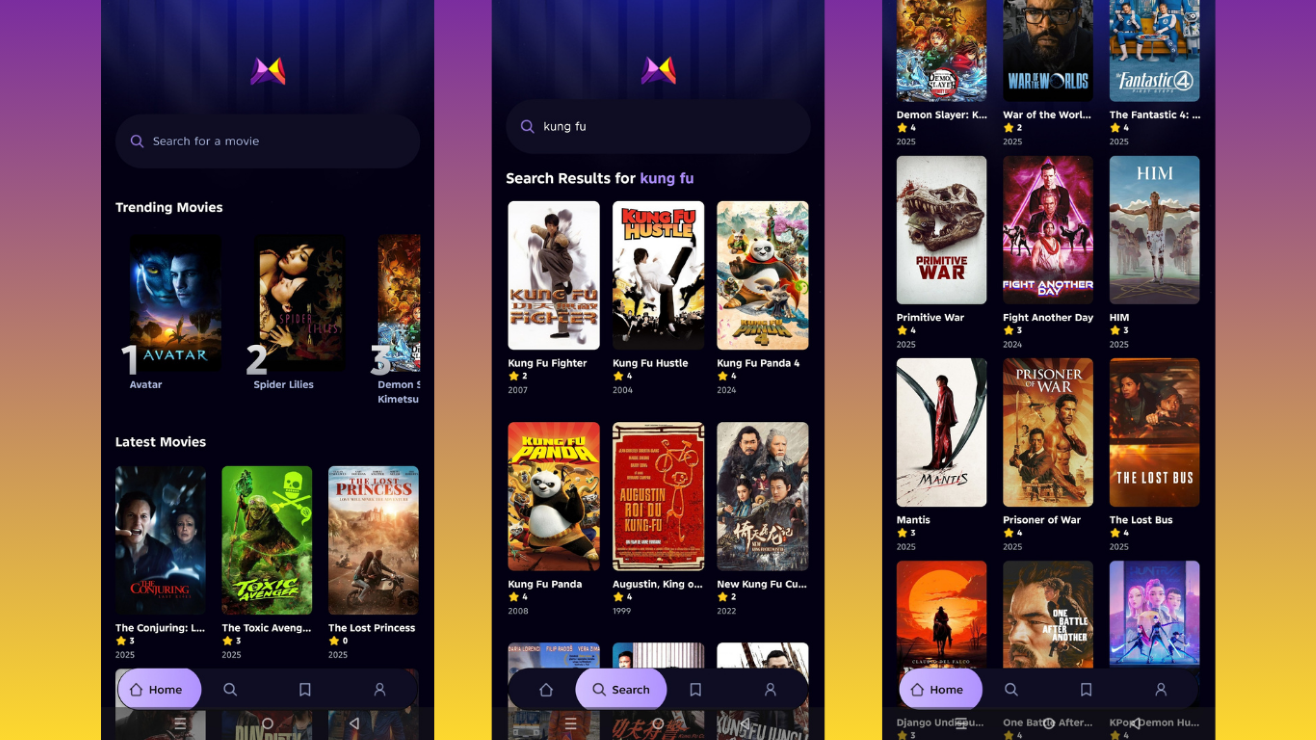 Search for a movie
Trending Movies
1
AVATAR
2
SPIDER
LILIES
3
Avatar
Spider Lilies
Demon S
Kimetsu
Latest Movies
THE
CONJURING
LAST RITES
TOXIC
AVENGER
THE LOST
PRINCESS
The Conjuring: L...
The Toxic Aveng...
The Lost Princess
3
3
0
2025
2025
2025
Home
kung fu
Search Results for kung fu
KUNG FU
FIGHTER
KUNG FU
HUSTLE
Kung Fu Fighter
Kung Fu Hustle
Kung Fu Panda 4
2
4
4
2007
2004
2024
KUNG FU
PANDA
AUGUSTIN
ROI DU
KUNG-FU
Kung Fu Panda
Augustin, King o...
New Kung Fu Cu...
4
4
2
2008
1999
2022
Search
DEMON
SLAYER
WAR OF THE WORLDS
Fantastic 4
FIRST STEPS
Demon Slayer: K...
War of the Worl...
The Fantastic 4: ...
4
2
4
2025
2025
2025
PRIMITIVE
WAR
FIGHT ANOTHER
DAY
HIM
Primitive War
Fight Another Day
HIM
4
3
3
2025
2024
2025
MANTIS
PRISONER
OF WAR
THE LOST BUS
Mantis
Prisoner of War
The Lost Bus
3
4
4
2025
2025
2025
ONE
BATTLE
AFTER
ANOTHER
Home
Django Undispu...
One Battle After...
KPop Demon Hu...
3
4
4